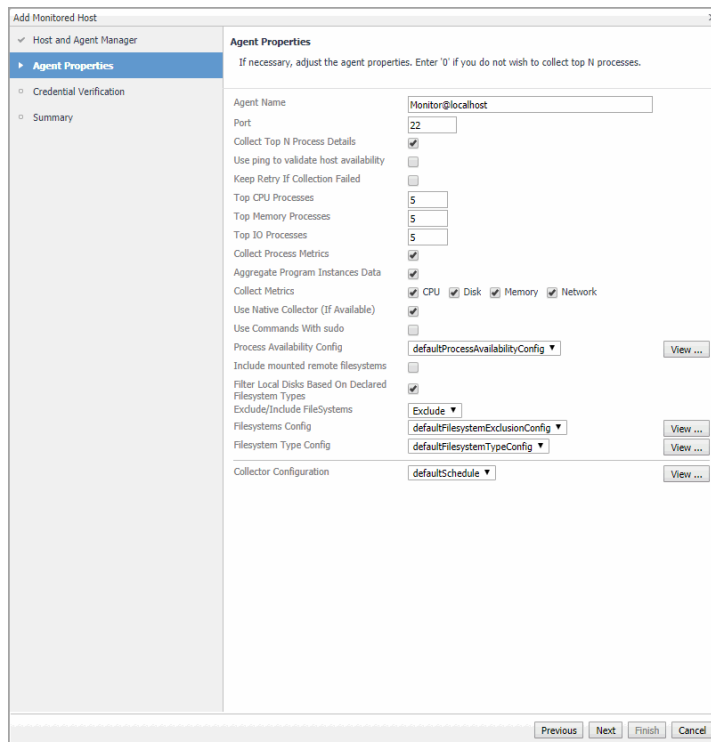 Add Monitored Host
Host and Agent Manager
Agent Properties
Credential Verification
Summary
Agent Properties
If necessary, adjust the agent properties. Enter '0' if you do not wish to collect top N processes.
Agent Name Monitor@localhost
Port 22
Collect Top N Process Details
Use ping to validate host availability
Keep Retry If Collection Failed
Top CPU Processes 5
Top Memory Processes 5
Top IO Processes 5
Collect Process Metrics
Aggregate Program Instances Data
Collect Metrics CPU Disk Memory Network
Use Native Collector (If Available)
Use Commands With sudo
Process Availability Config defaultProcessAvailabilityConfig View ...
Include mounted remote filesystems
Filter Local Disks Based On Declared
Filesystem Types
Exclude/Include FileSystems Exclude
Filesystems Config defaultFilesystemExclusionConfig View ...
Filesystem Type Config defaultFilesystemTypeConfig View ...
Collector Configuration defaultSchedule View ...
Previous Next Finish Cancel